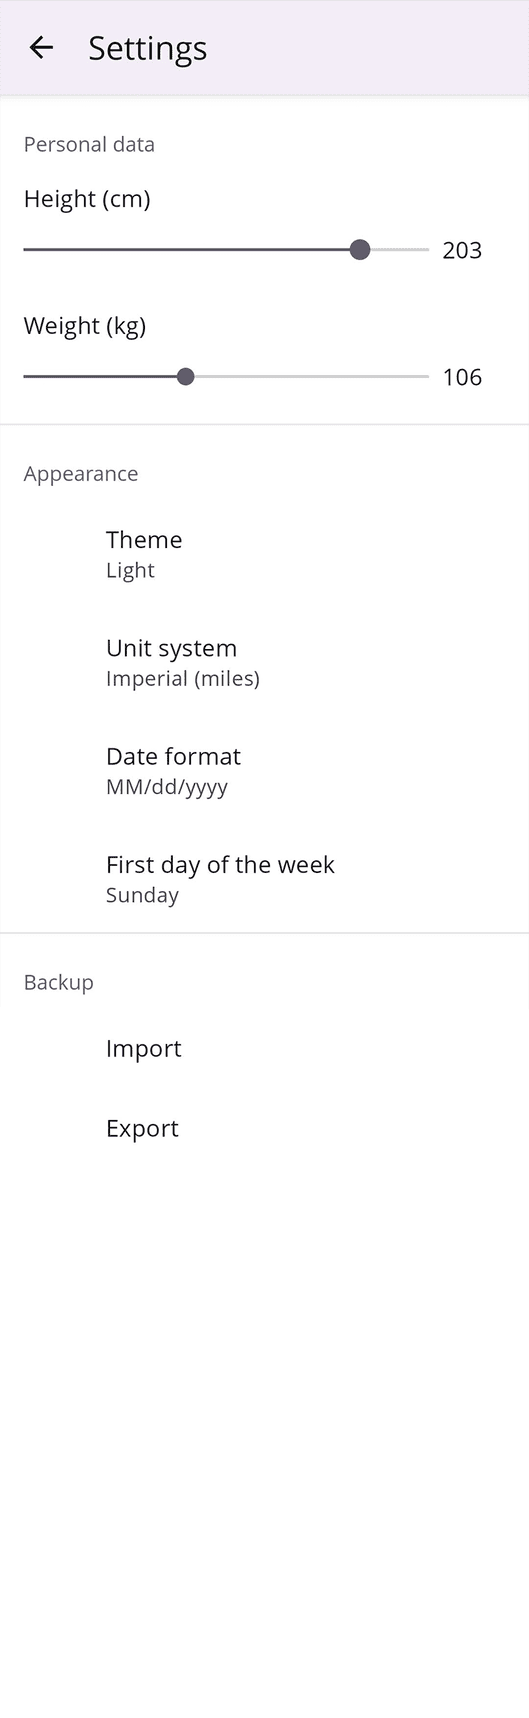 Settings
Personal data
Height (cm)
203
Weight (kg)
106
Appearance
Theme
Light
Unit system
Imperial (miles)
Date format
MM/dd/yyyy
First day of the week
Sunday
Backup
Import
Export